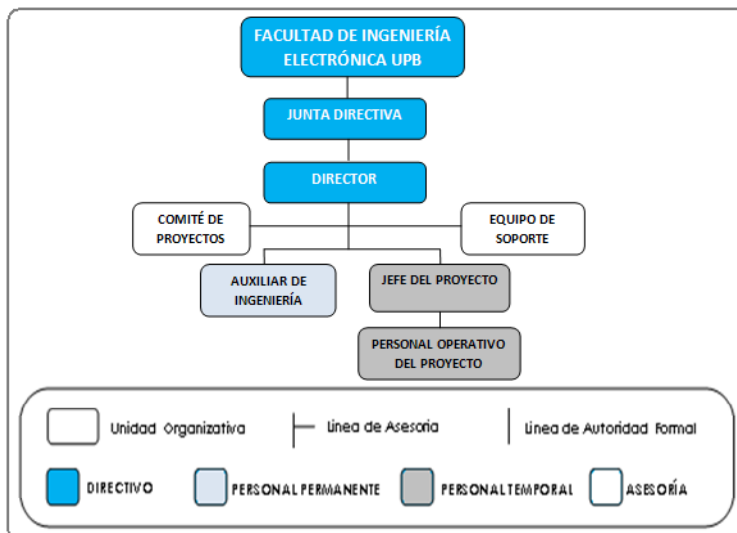 FACULTAD DE INGENIERÍA
ELECTRÓNICA UPB
JUNTA DIRECTIVA
DIRECTOR
COMITÉ DE
PROYECTOS
EQUIPO DE
SOPORTE
AUXILIAR DE
INGENIERÍA
JEFE DEL PROYECTO
PERSONAL OPERATIVO
DEL PROYECTO
Unidad Organizativa
Linea de Asesoria
Linea de Autoridad Formal
DIRECTIVO
PERSONAL PERMANENTE
PERSONAL TEMPORAL
ASESORÍA